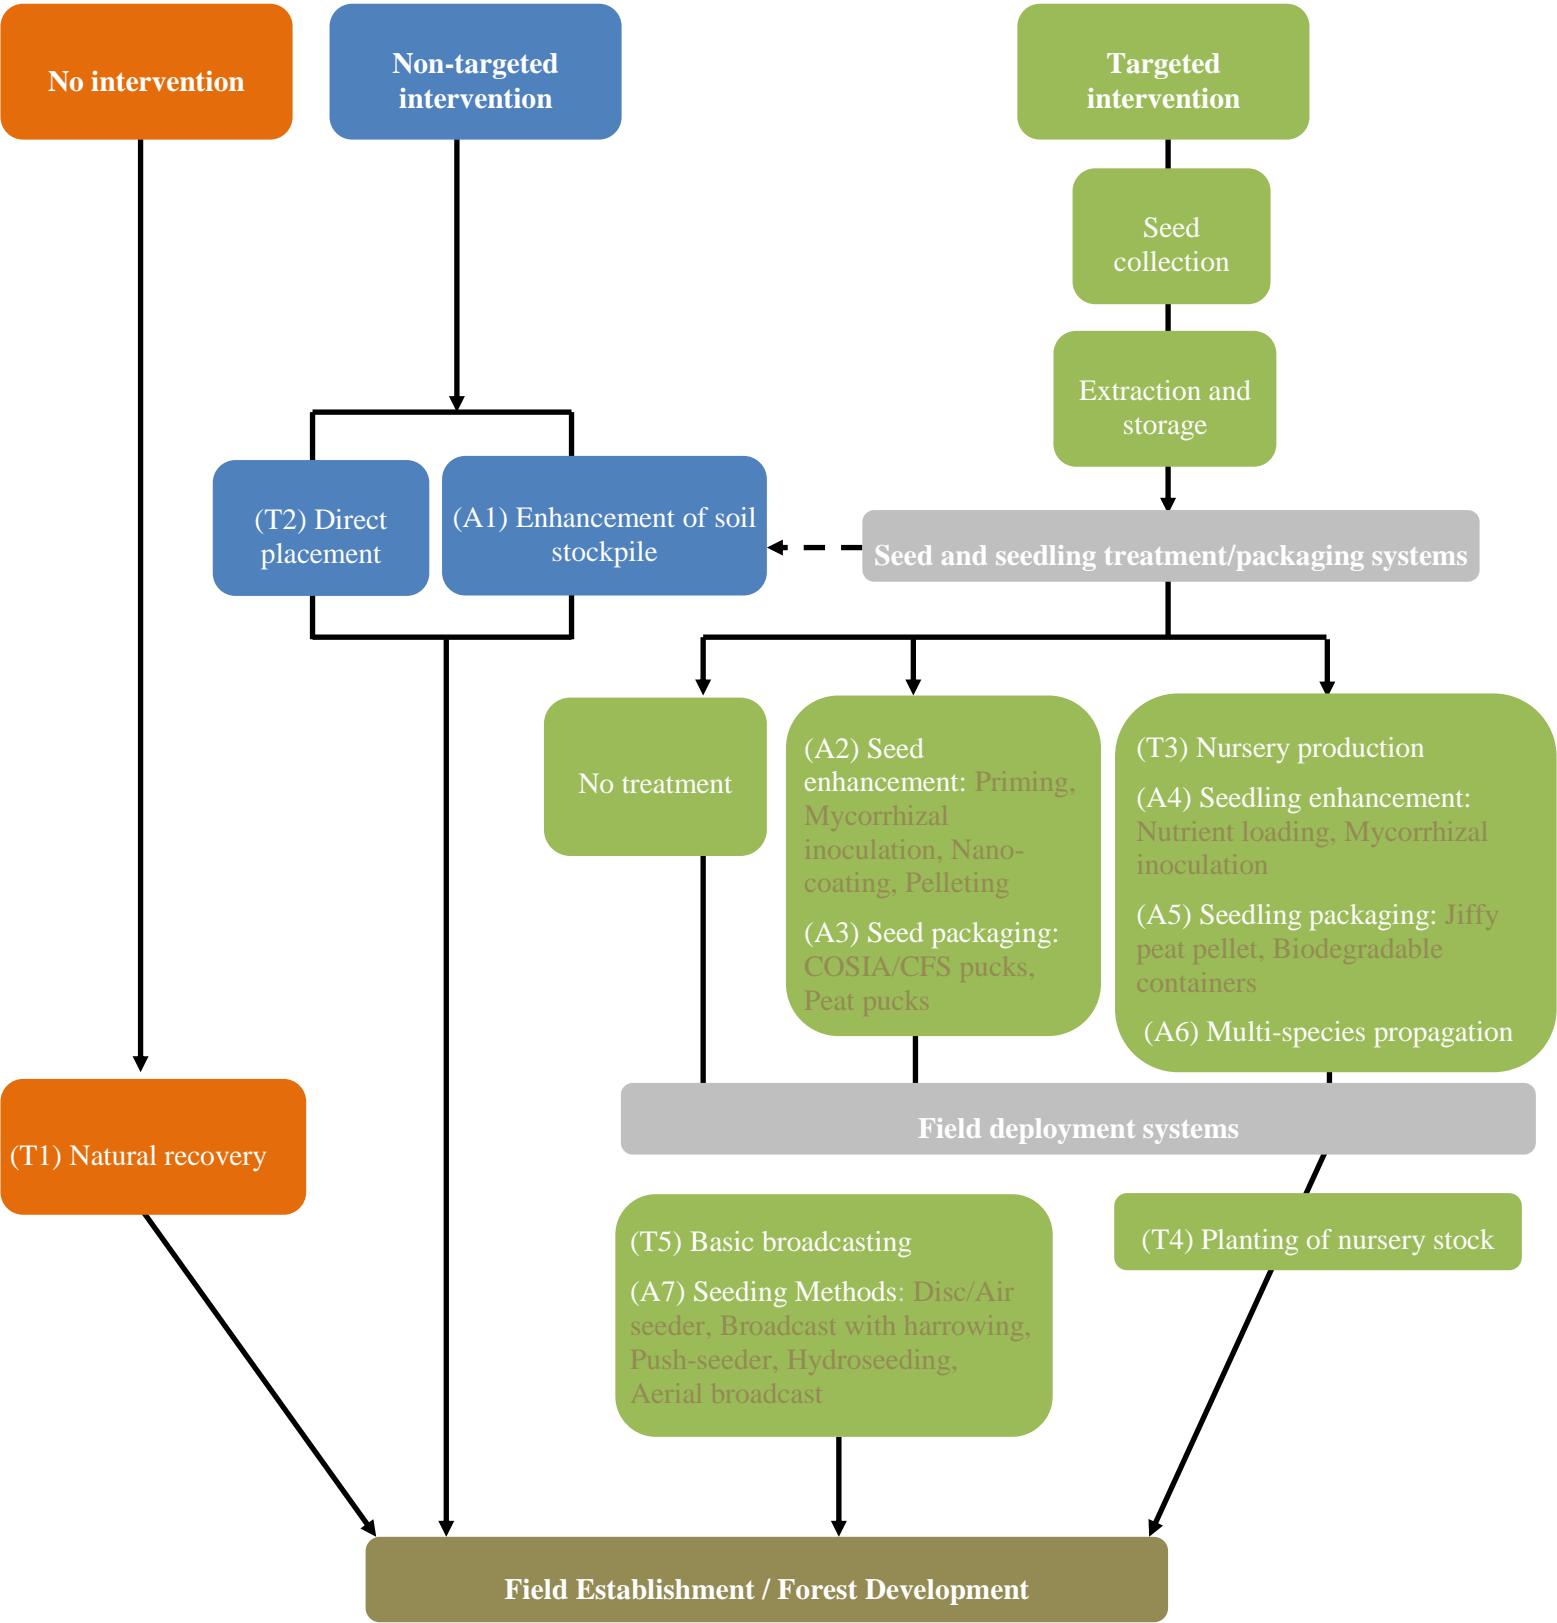 No intervention
Non-targeted
intervention
Targeted
intervention
Seed
collection
Extraction and
storage
(T2) Direct
placement
(A1) Enhancement of soil
stockpile
Seed and seedling treatment/packaging systems
No treatment
(A2) Seed
enhancement: Priming,
Mycorrhizal
inoculation, Nano-
coating, Pelleting
(A3) Seed packaging:
COSIA/CFS pucks,
Peat pucks
(T3) Nursery production
(A4) Seedling enhancement:
Nutrient loading, Mycorrhizal
inoculation
(A5) Seedling packaging: Jiffy
peat pellet, Biodegradable
containers
(A6) Multi-species propagation
Field deployment systems
(T1) Natural recovery
(T5) Basic broadcasting
(A7) Seeding Methods: Disc/Air
seeder, Broadcast with harrowing,
Push-seeder, Hydroseeding,
Aerial broadcast
(T4) Planting of nursery stock
Field Establishment / Forest Development